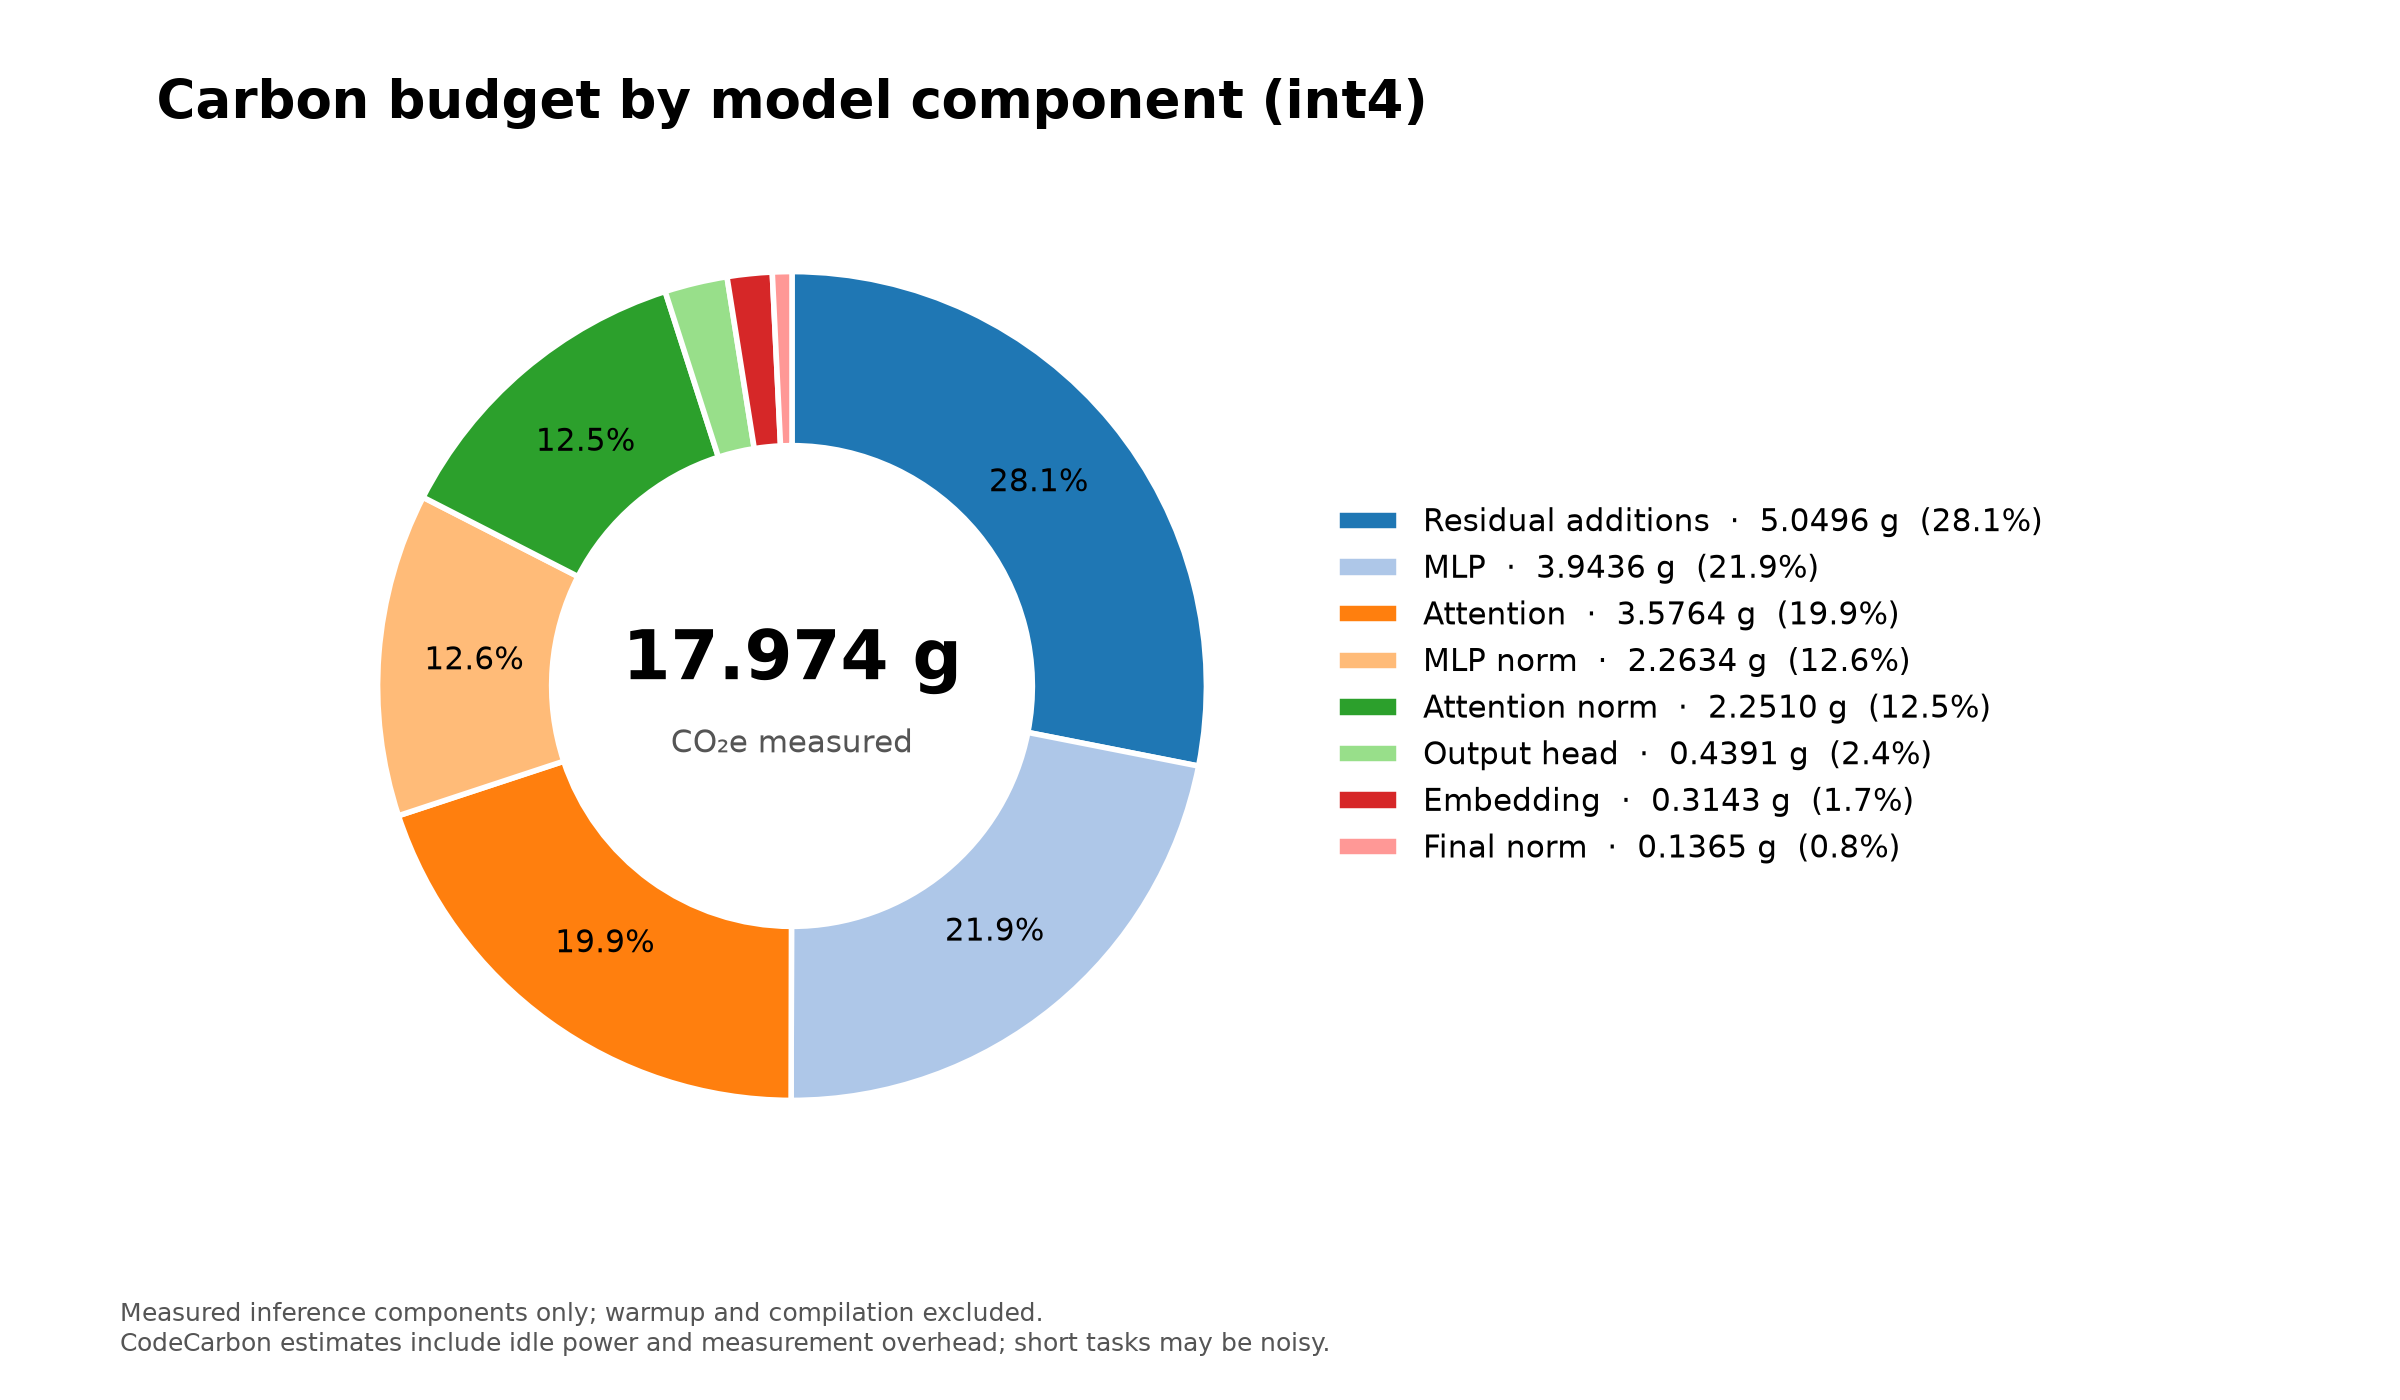 Carbon budget by model component (int4)
12.5%
28.1%
12.6%
19.9%
21.9%
17.974 g
CO₂e measured
Residual additions · 5.0496 g (28.1%)
MLP · 3.9436 g (21.9%)
Attention · 3.5764 g (19.9%)
MLP norm · 2.2634 g (12.6%)
Attention norm · 2.2510 g (12.5%)
Output head · 0.4391 g (2.4%)
Embedding · 0.3143 g (1.7%)
Final norm · 0.1365 g (0.8%)
Measured inference components only; warmup and compilation excluded.
CodeCarbon estimates include idle power and measurement overhead; short tasks may be noisy.